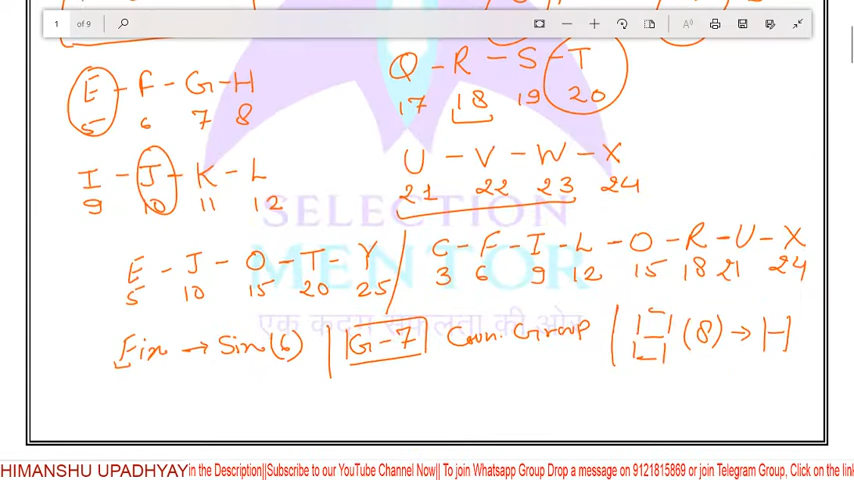 1 of 9
E - F - G - H
5 6 7 8
Q - R - S - T
17 18 19 20
I - J - K - L
9 10 11 12
U - V - W - X
21 22 23 24
SELECTION
MENTOR
एक कदम सफलता की ओर
E - J - O - T - Y
5 10 15 20 25
C - F - I - L - O - R - U - X
3 6 9 12 15 18 21 24
Fix → Six (6) | G - 7 Group | (8) → H
HIMANSHU UPADHYAY in the Description||Subscribe to our YouTube Channel Now|| To join Whatsapp Group Drop a message on 9121815869 or join Telegram Group, Click on the link